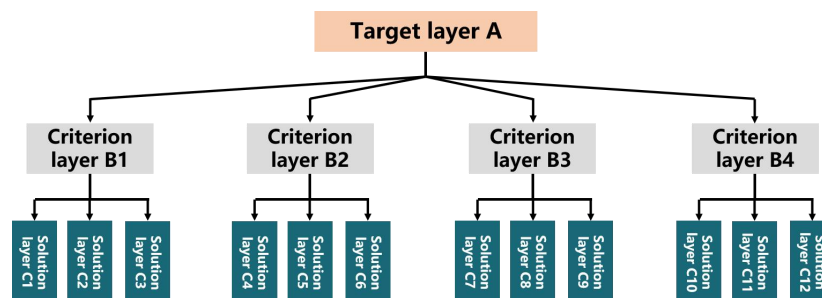 Target layer A
Criterion
layer B1
Criterion
layer B2
Criterion
layer B3
Criterion
layer B4
Solution
layer C1
Solution
layer C2
Solution
layer C3
Solution
layer C4
Solution
layer C5
Solution
layer C6
Solution
layer C7
Solution
layer C8
Solution
layer C9
Solution
layer C10
Solution
layer C11
Solution
layer C12